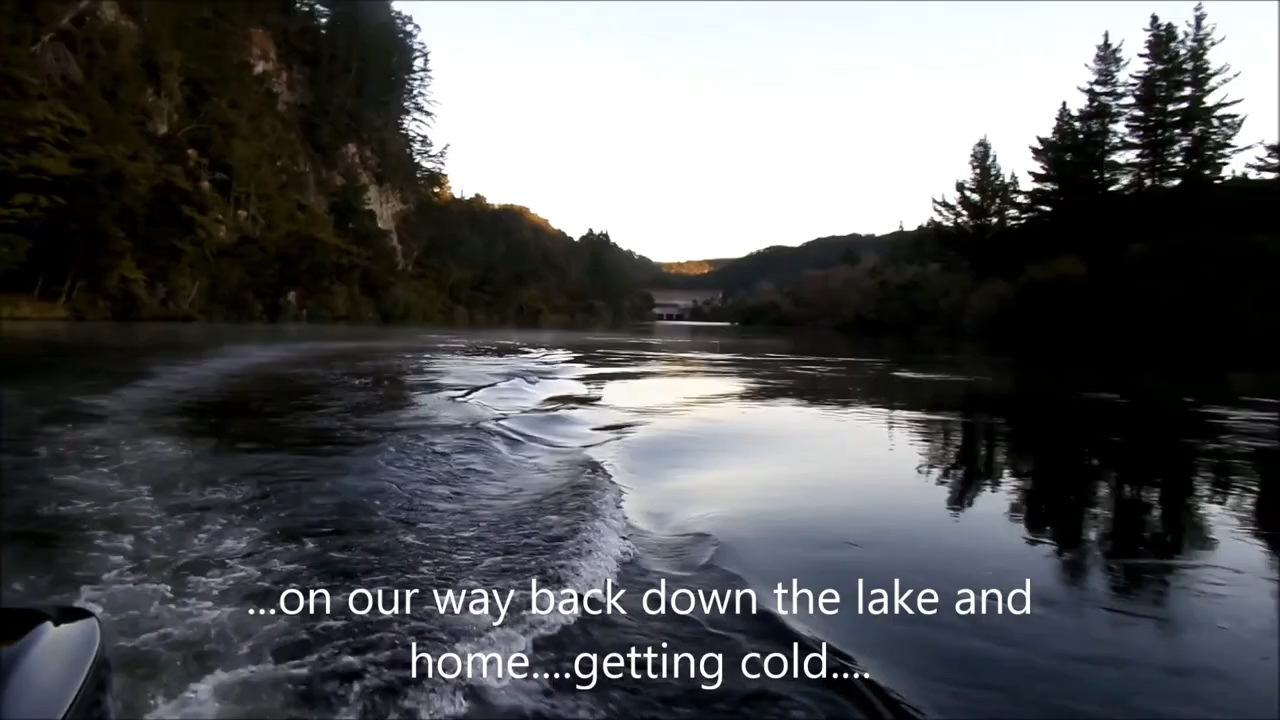 ...on our way back down the lake and
home....getting cold....